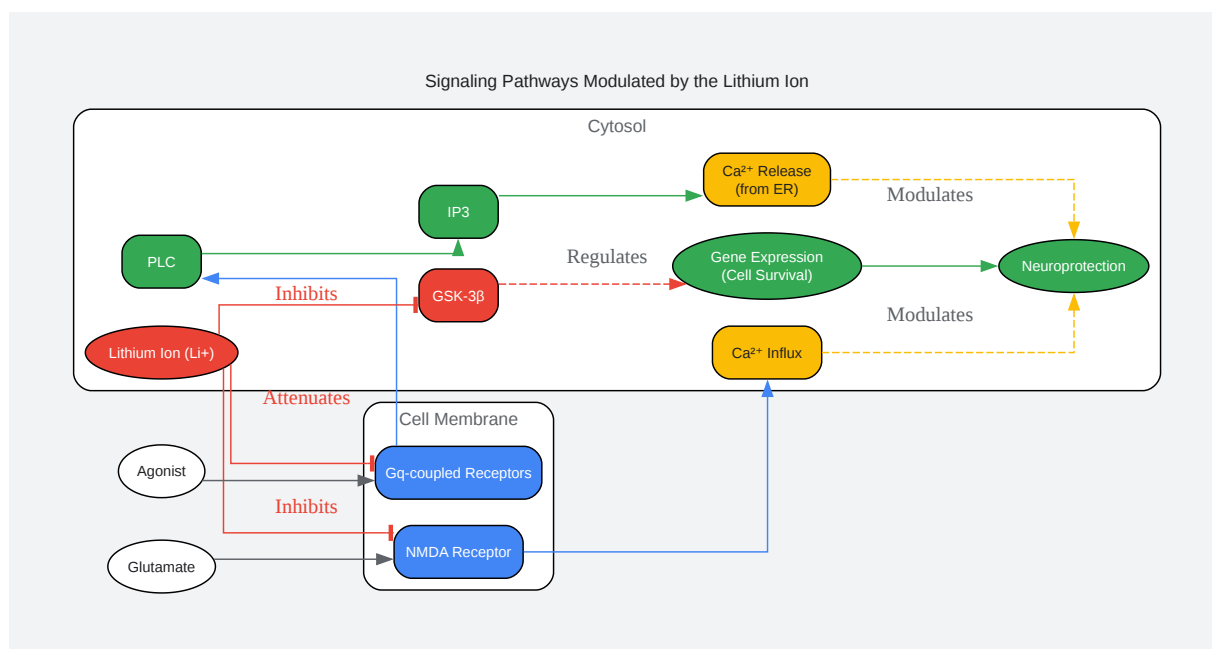 Signaling Pathways Modulated by the Lithium Ion
Cytosol
Ca²⁺ Release
(from ER)
Modulates
IP3
PLC
Regulates
Gene Expression
(Cell Survival)
Neuroprotection
Inhibits
GSK-3β
Modulates
Lithium Ion (Li+)
Ca²⁺ Influx
Attenuates
Cell Membrane
Agonist
Gq-coupled Receptors
Inhibits
NMDA Receptor
Glutamate